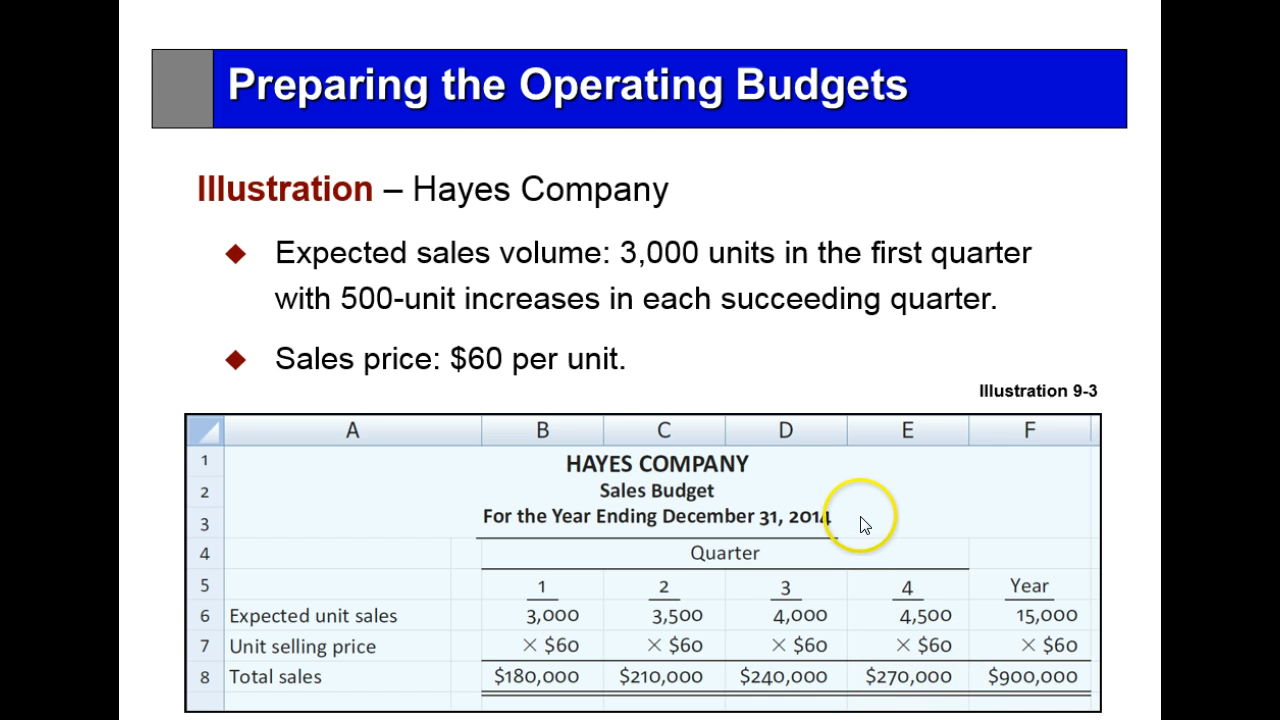 Preparing the Operating Budgets
Illustration – Hayes Company
Expected sales volume: 3,000 units in the first quarter
with 500-unit increases in each succeeding quarter.
Sales price: $60 per unit.
Illustration 9-3
A B C D E F
1 HAYES COMPANY
2 Sales Budget
3 For the Year Ending December 31, 2014
4 Quarter
5 1 2 3 4 Year
6 Expected unit sales 3,000 3,500 4,000 4,500 15,000
7 Unit selling price × $60 × $60 × $60 × $60 × $60
8 Total sales $180,000 $210,000 $240,000 $270,000 $900,000